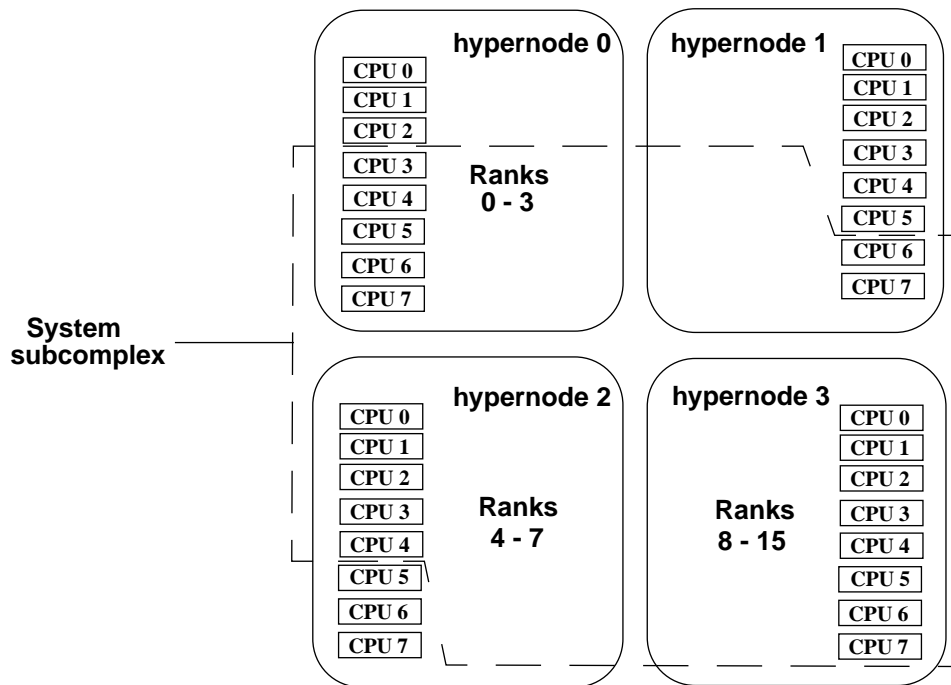 hypernode 0
CPU 0
CPU 1
CPU 2
CPU 3
CPU 4
CPU 5
CPU 6
CPU 7
Ranks
0 - 3
hypernode 1
CPU 0
CPU 1
CPU 2
CPU 3
CPU 4
CPU 5
CPU 6
CPU 7
System
subcomplex
hypernode 2
CPU 0
CPU 1
CPU 2
CPU 3
CPU 4
CPU 5
CPU 6
CPU 7
Ranks
4 - 7
hypernode 3
Ranks
8 - 15
CPU 0
CPU 1
CPU 2
CPU 3
CPU 4
CPU 5
CPU 6
CPU 7